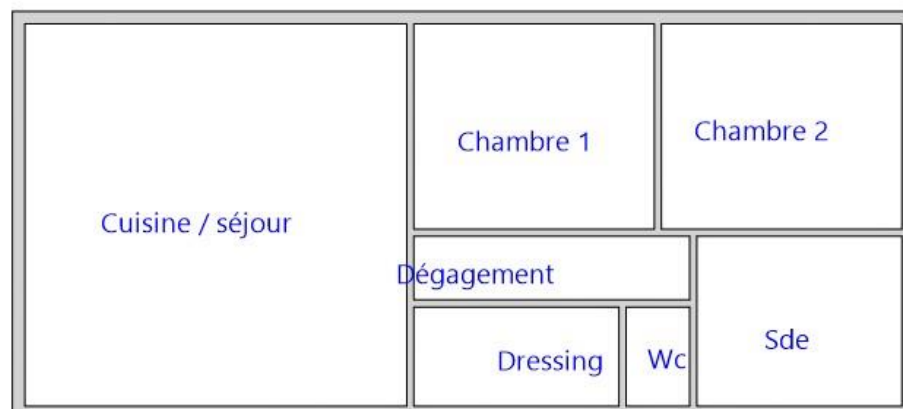 Chambre 1
Chambre 2
Cuisine / séjour
Dégagement
Dressing
Wc
Sde